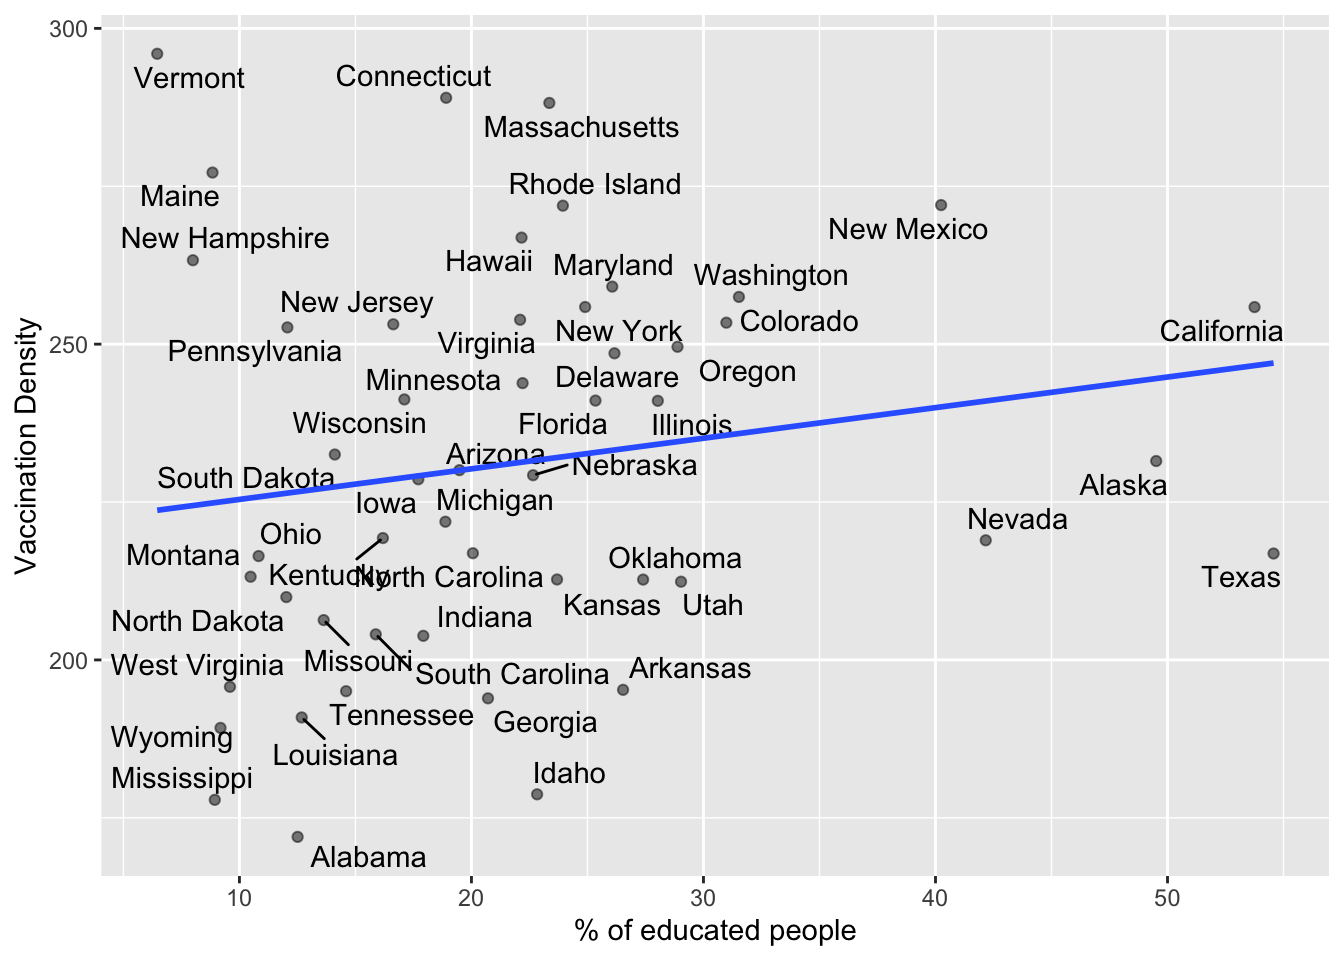 300
Vermont
Connecticut
Massachusetts
Maine
Rhode Island
New Hampshire
New Mexico
Hawaii
Maryland
Washington
New Jersey
Colorado
New York
California
Virginia
Pennsylvania
250
Oregon
Minnesota
Delaware
Wisconsin
Florida
Illinois
Arizona
Nebraska
South Dakota
Alaska
Iowa
Michigan
Nevada
Ohio
Montana
Oklahoma
Kentucky
North Carolina
Texas
Kansas
Utah
North Dakota
Indiana
West Virginia
Missouri
200
South Carolina
Arkansas
Tennessee
Georgia
Wyoming
Louisiana
Mississippi
Idaho
Alabama
Vaccination Density
10
20
30
40
50
% of educated people